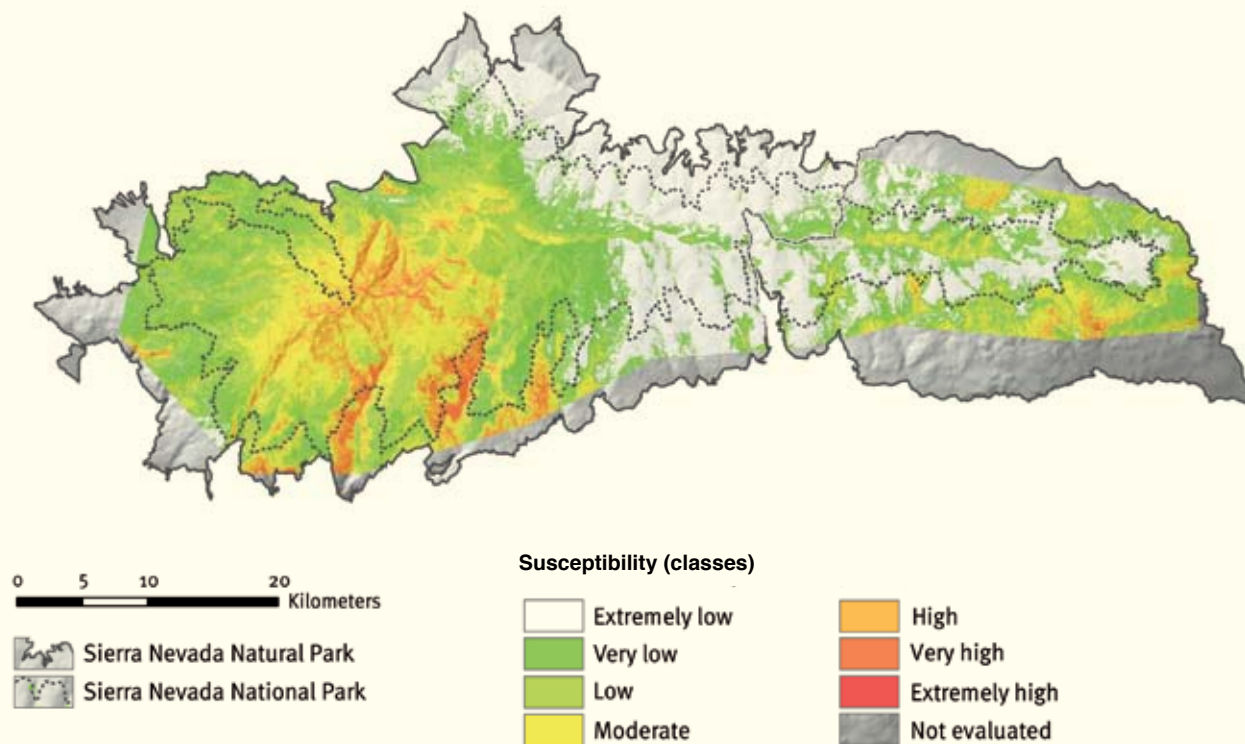 0 5 10 20
Kilometers
Sierra Nevada Natural Park
Sierra Nevada National Park
Susceptibility (classes)
Extremely low
Very low
Low
Moderate
High
Very high
Extremely high
Not evaluated